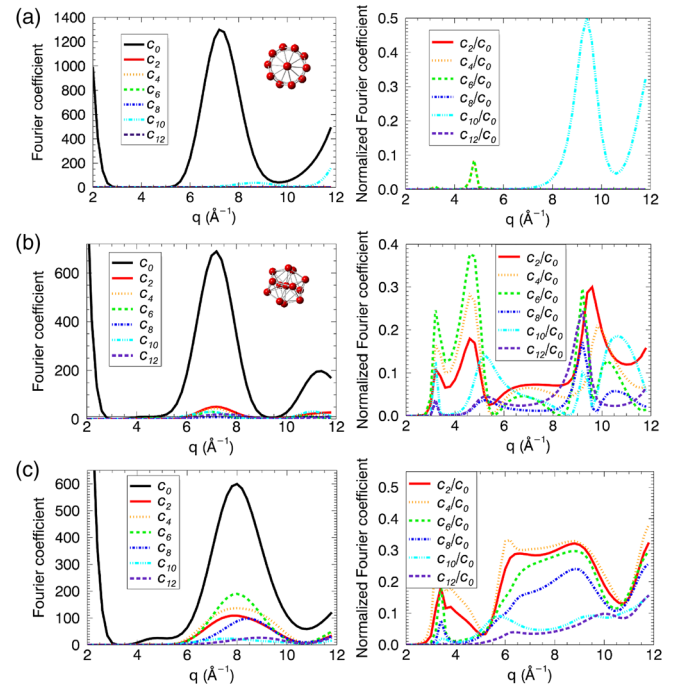 (a)
Fourier coefficient
1400
1200
1000
800
600
400
200
0
C0
C2
C4
C6
C8
C10
C12
2 4 6 8 10 12
q (Å⁻¹)
Normalized Fourier coefficient
0.5
0.4
0.3
0.2
0.1
0.0
C2/C0
C4/C0
C6/C0
C8/C0
C10/C0
C12/C0
2 4 6 8 10 12
q (Å⁻¹)
(b)
Fourier coefficient
600
400
200
0
C0
C2
C4
C6
C8
C10
C12
2 4 6 8 10 12
q (Å⁻¹)
Normalized Fourier coefficient
0.4
0.3
0.2
0.1
0.0
C2/C0
C4/C0
C6/C0
C8/C0
C10/C0
C12/C0
2 4 6 8 10 12
q (Å⁻¹)
(c)
Fourier coefficient
600
500
400
300
200
100
0
C0
C2
C4
C6
C8
C10
C12
2 4 6 8 10 12
q (Å⁻¹)
Normalized Fourier coefficient
0.5
0.4
0.3
0.2
0.1
0.0
C2/C0
C4/C0
C6/C0
C8/C0
C10/C0
C12/C0
2 4 6 8 10 12
q (Å⁻¹)